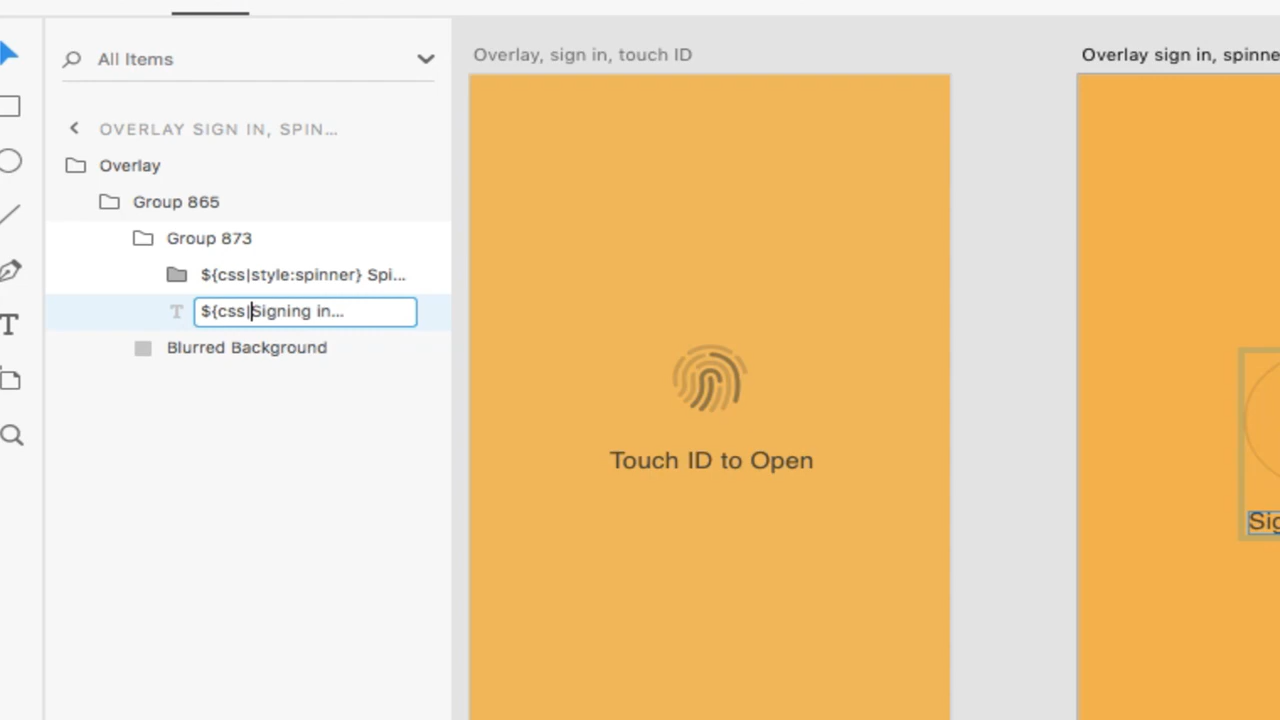 All Items
OVERLAY SIGN IN, SPIN...
Overlay
Group 865
Group 873
${css|style:spinner} Spi...
${css|Signing in...
Blurred Background
Overlay, sign in, touch ID
Touch ID to Open
Overlay sign in, spinne
Sig